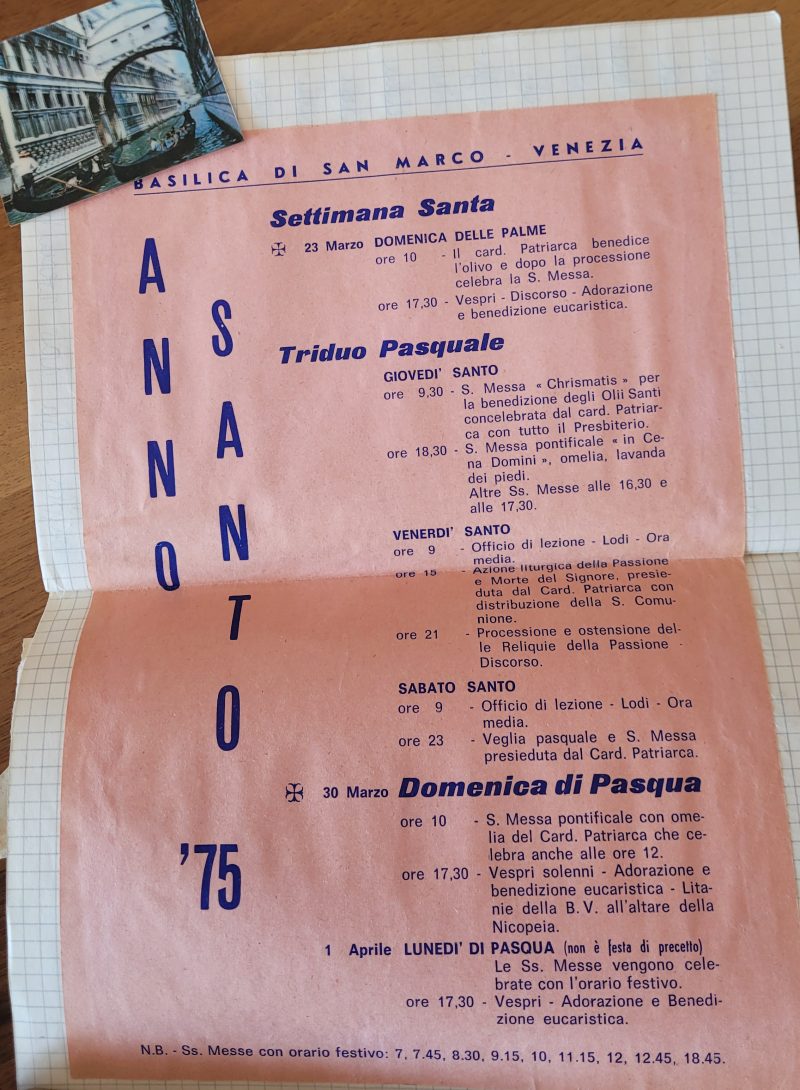 BASILICA DI SAN MARCO - VENEZIA
ANNO
SANTO
'75
Settimana Santa
✠ 23 Marzo DOMENICA DELLE PALME
ore 10 - Il card. Patriarca benedice
l'olivo e dopo la processione
celebra la S. Messa.
ore 17,30 - Vespri - Discorso - Adorazione
e benedizione eucaristica.
Triduo Pasquale
GIOVEDI' SANTO
ore 9,30 - S. Messa « Chrismatis » per
la benedizione degli Olii Santi
concelebrata dal card. Patriar-
ca con tutto il Presbiterio.
ore 18,30 - S. Messa pontificale « in Ce-
na Domini », omelia, lavanda
dei piedi.
Altre Ss. Messe alle 16,30 e
alle 17,30.
VENERDI' SANTO
ore 9 - Officio di lezione - Lodi - Ora
media.
ore 15 - Azione liturgica della Passione
e Morte del Signore, presie-
duta dal Card. Patriarca con
distribuzione della S. Comu-
nione.
ore 21 - Processione e ostensione del-
le Reliquie della Passione -
Discorso.
SABATO SANTO
ore 9 - Officio di lezione - Lodi - Ora
media.
ore 23 - Veglia pasquale e S. Messa
presieduta dal Card. Patriarca.
✠ 30 Marzo Domenica di Pasqua
ore 10 - S. Messa pontificale con ome-
lia del Card. Patriarca che ce-
lebra anche alle ore 12.
ore 17,30 - Vespri solenni - Adorazione e
benedizione eucaristica - Lita-
nie della B.V. all'altare della
Nicopeia.
1 Aprile LUNEDI' DI PASQUA (non è festa di precetto)
Le Ss. Messe vengono cele-
brate con l'orario festivo.
ore 17,30 - Vespri - Adorazione e Benedi-
zione eucaristica.
N.B. - Ss. Messe con orario festivo: 7, 7.45, 8.30, 9.15, 10, 11.15, 12, 12.45, 18.45.